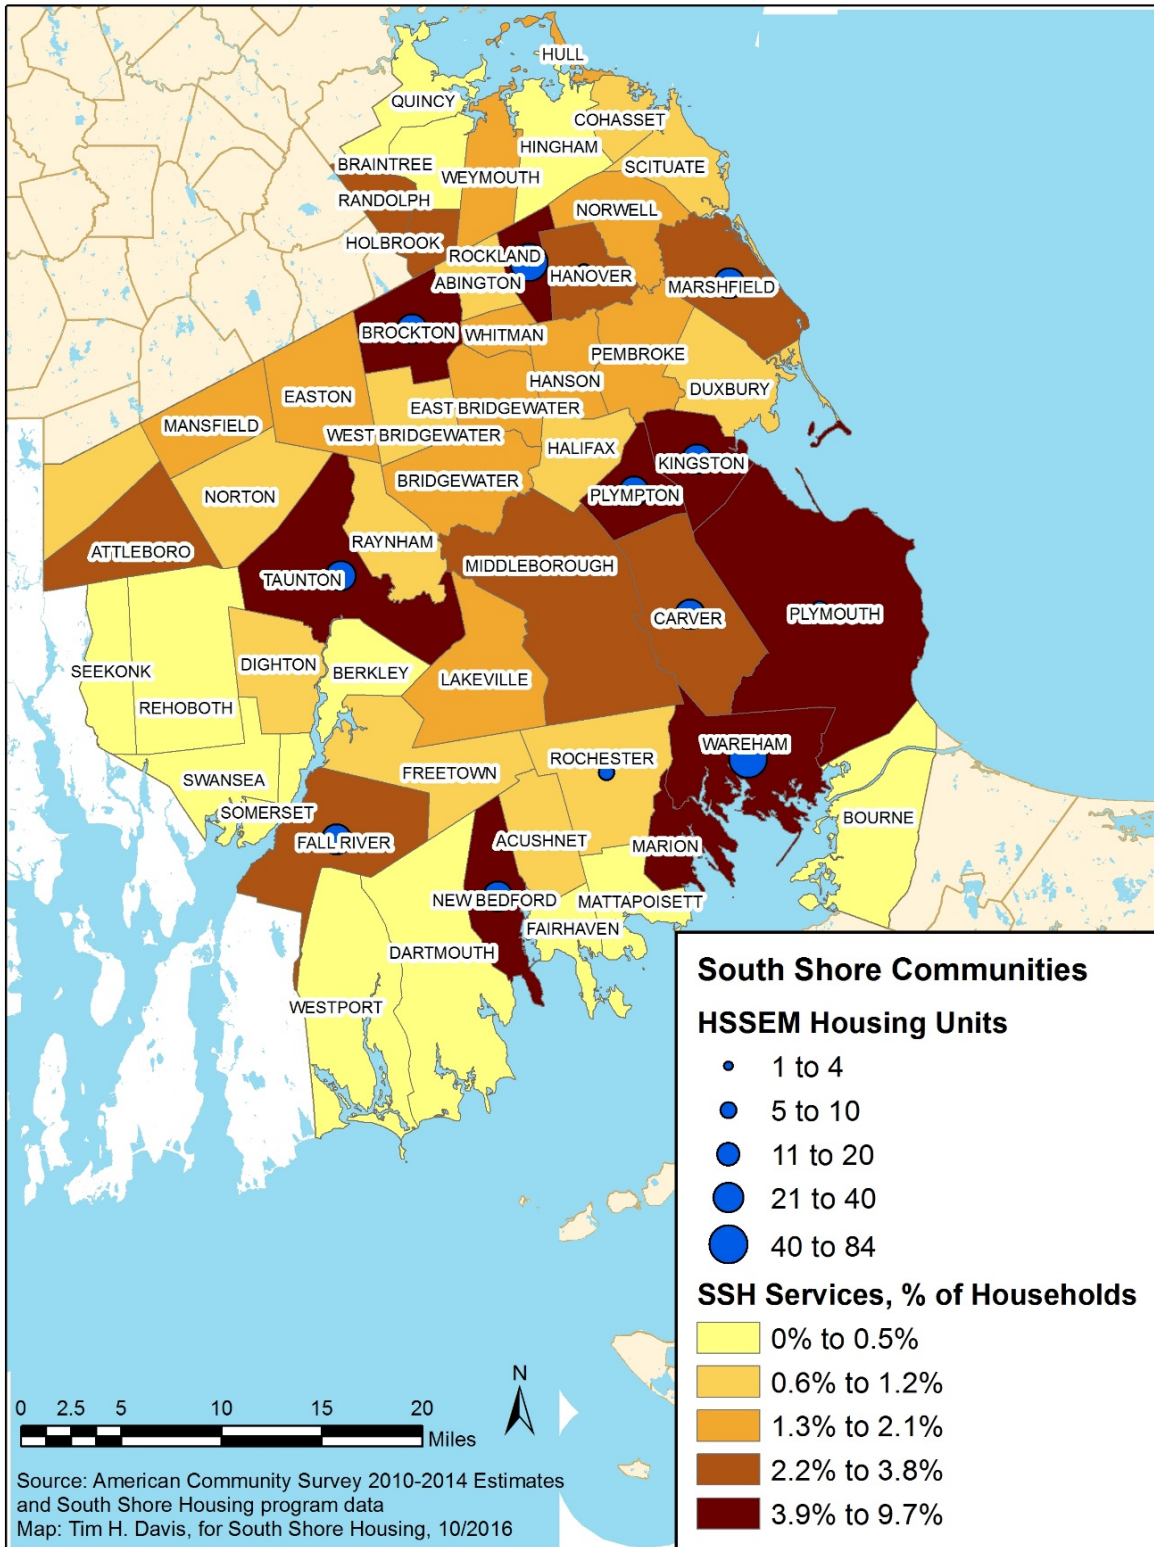 HULL
QUINCY
COHASSET
HINGHAM
BRAINTREE
SCITUATE
WEYMOUTH
RANDOLPH
NORWELL
HOLBROOK
ROCKLAND
HANOVER
ABINGTON
MARSHFIELD
BROCKTON
WHITMAN
PEMBROKE
HANSON
DUXBURY
EASTON
EAST BRIDGEWATER
MANSFIELD
WEST BRIDGEWATER
HALIFAX
KINGSTON
BRIDGEWATER
NORTON
PLYMPTON
RAYNHAM
ATTLEBORO
MIDDLEBOROUGH
TAUNTON
CARVER
PLYMOUTH
DIGHTON
SEEKONK
BERKLEY
LAKEVILLE
REHOBOTH
WAREHAM
ROCHESTER
FREETOWN
SWANSEA
SOMERSET
BOURNE
FALL RIVER
ACUSHNET
MARION
NEW BEDFORD
MATTAPOISETT
FAIRHAVEN
DARTMOUTH
WESTPORT
South Shore Communities
HSSEM Housing Units
1 to 4
5 to 10
11 to 20
21 to 40
40 to 84
SSH Services, % of Households
0% to 0.5%
0.6% to 1.2%
1.3% to 2.1%
2.2% to 3.8%
3.9% to 9.7%
N
0 2.5 5 10 15 20
Miles
Source: American Community Survey 2010-2014 Estimates
and South Shore Housing program data
Map: Tim H. Davis, for South Shore Housing, 10/2016